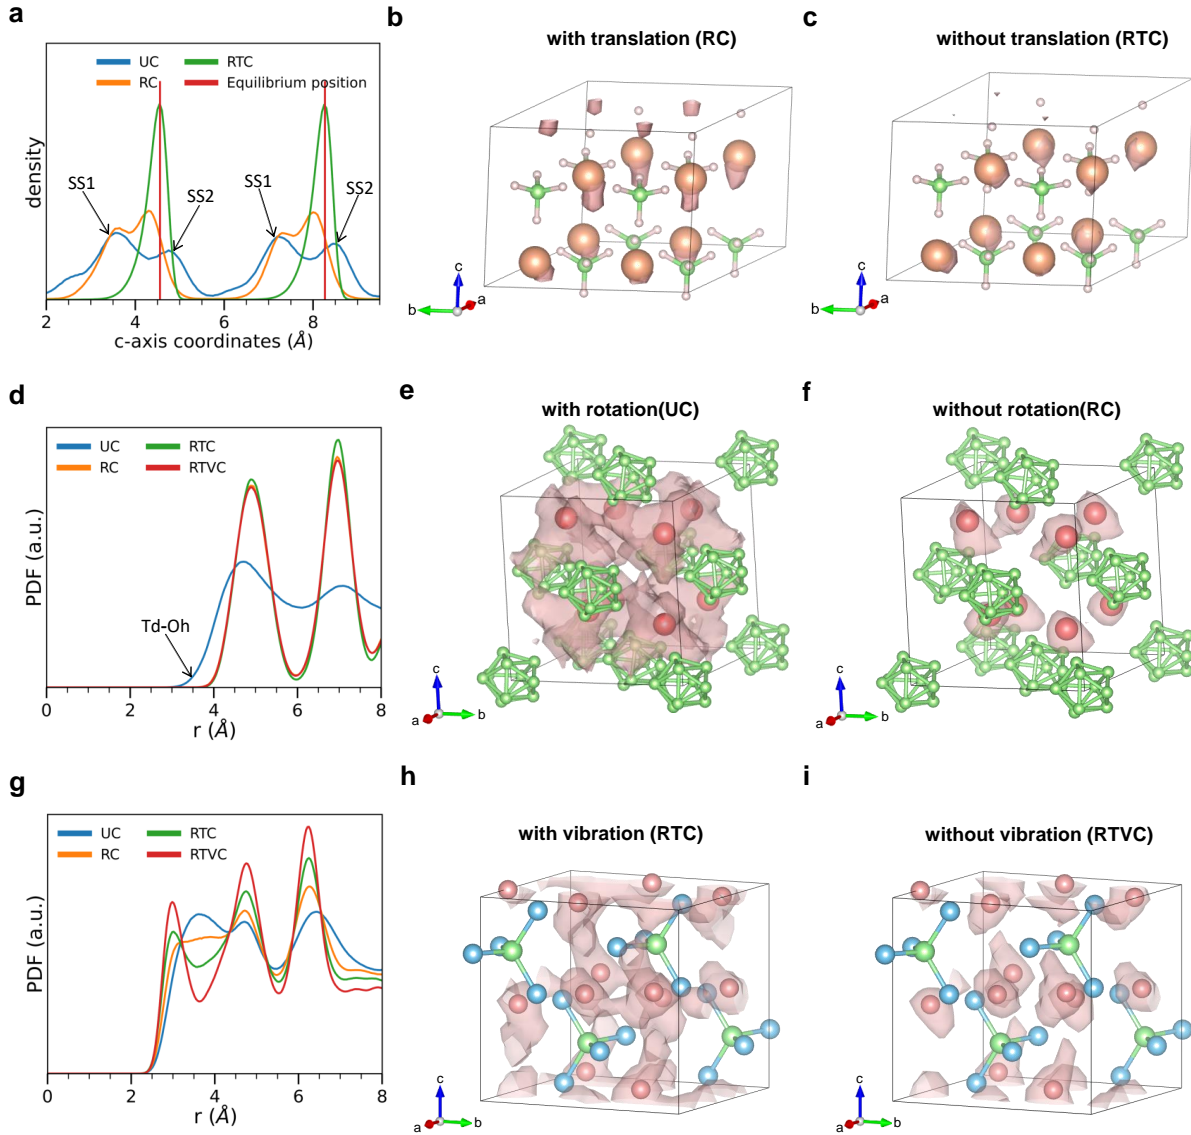 a
UC
RC
RTC
Equilibrium position
SS1
SS2
SS1
SS2
density
2
4
6
8
c-axis coordinates (Å)
b
with translation (RC)
c
b
a
c
without translation (RTC)
c
b
a
d
UC
RC
RTC
RTVC
Td-Oh
PDF (a.u.)
0
2
4
6
8
r (Å)
e
with rotation(UC)
c
a
b
f
without rotation(RC)
c
a
b
g
UC
RC
RTC
RTVC
PDF (a.u.)
0
2
4
6
8
r (Å)
h
with vibration (RTC)
c
a
b
i
without vibration (RTVC)
c
a
b